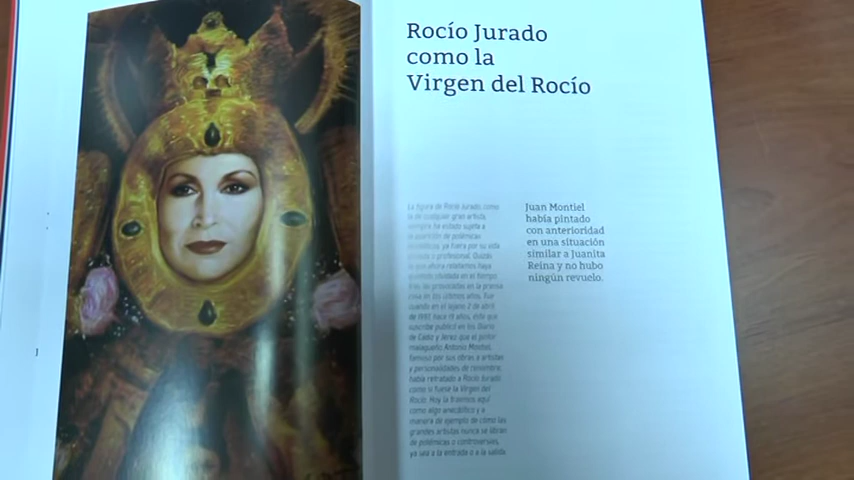 Rocío Jurado
como la
Virgen del Rocío
La figura de Rocío Jurado, como
la de cualquier gran artista,
siempre ha estado sujeta a
la aparición de polémicas
ya fuera por su vida
o profesional. Quizás
la que ahora relatamos haya
quedado olvidada en el tiempo
tras las provocadas en la prensa
rosa en los últimos años. Fue
cuando en el lejano 2 de abril
de hace 19 años, este que
suscribe publicó en los Diario
de Cádiz y Jerez que el pintor
malagueño Antonio Montiel,
famoso por sus obras a artistas
y personalidades de renombre,
había retratado a Rocío Jurado
como si fuese la Virgen del
Rocío. Hoy la traemos aquí
como algo anecdótico y a
manera de ejemplo de cómo las
grandes artistas nunca se libran
de polémicas o controversias,
ya sea a la entrada o a la salida.
Juan Montiel
había pintado
con anterioridad
en una situación
similar a Juanita
Reina y no hubo
ningún revuelo.